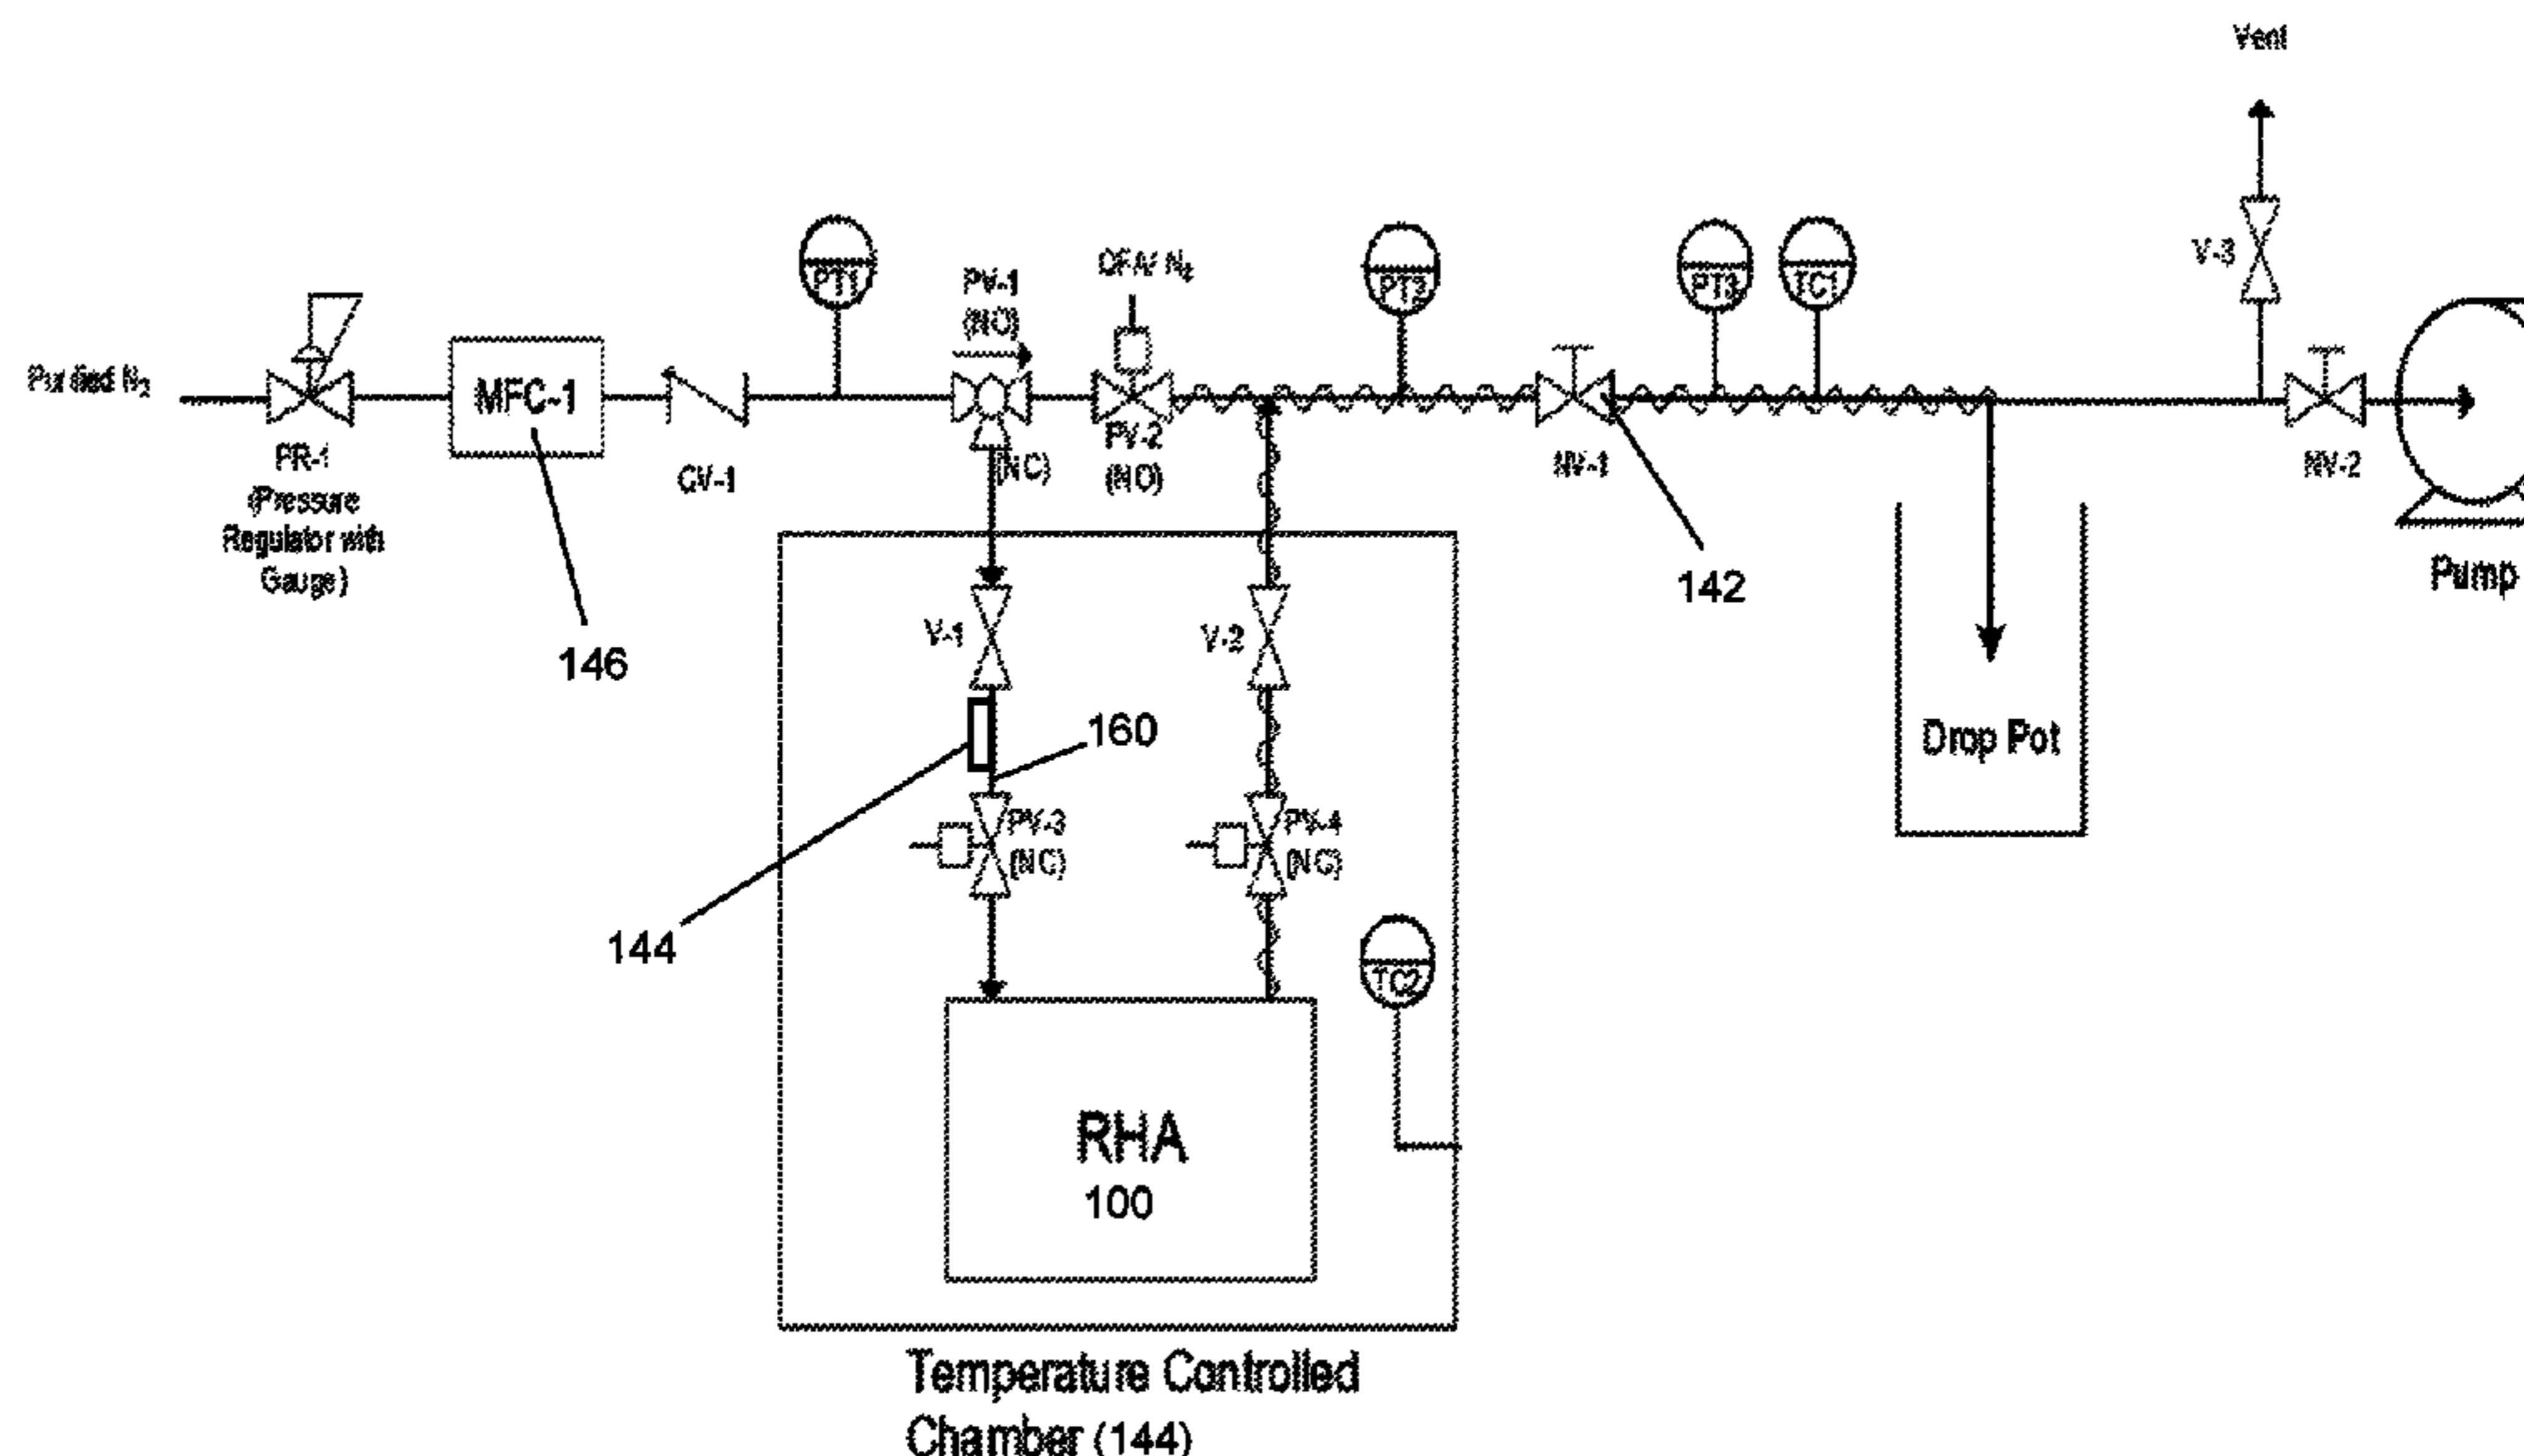 Vent
V-3
PT1
PV-1
(NO)
PT2
PT3
TC1
Purified N₂
MFC-1
PR-1
(Pressure
Regulator with
Gauge)
(NC)
PV-2
(NO)
NV-1
NV-2
142
Pump
146
V-1
V-2
160
Drop Pot
PV-3
(NC)
PV-4
(NC)
144
TC2
RHA
100
Temperature Controlled
Chamber (144)